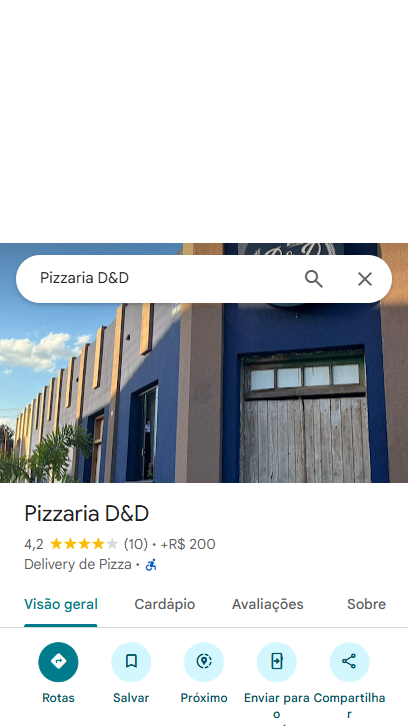 D & D
Pizzaria D&D
Pizzaria D&D
4,2 (10) · +R$ 200
Delivery de Pizza ·
Visão geral Cardápio Avaliações Sobre
Rotas Salvar Próximo Enviar para o Compartilhar